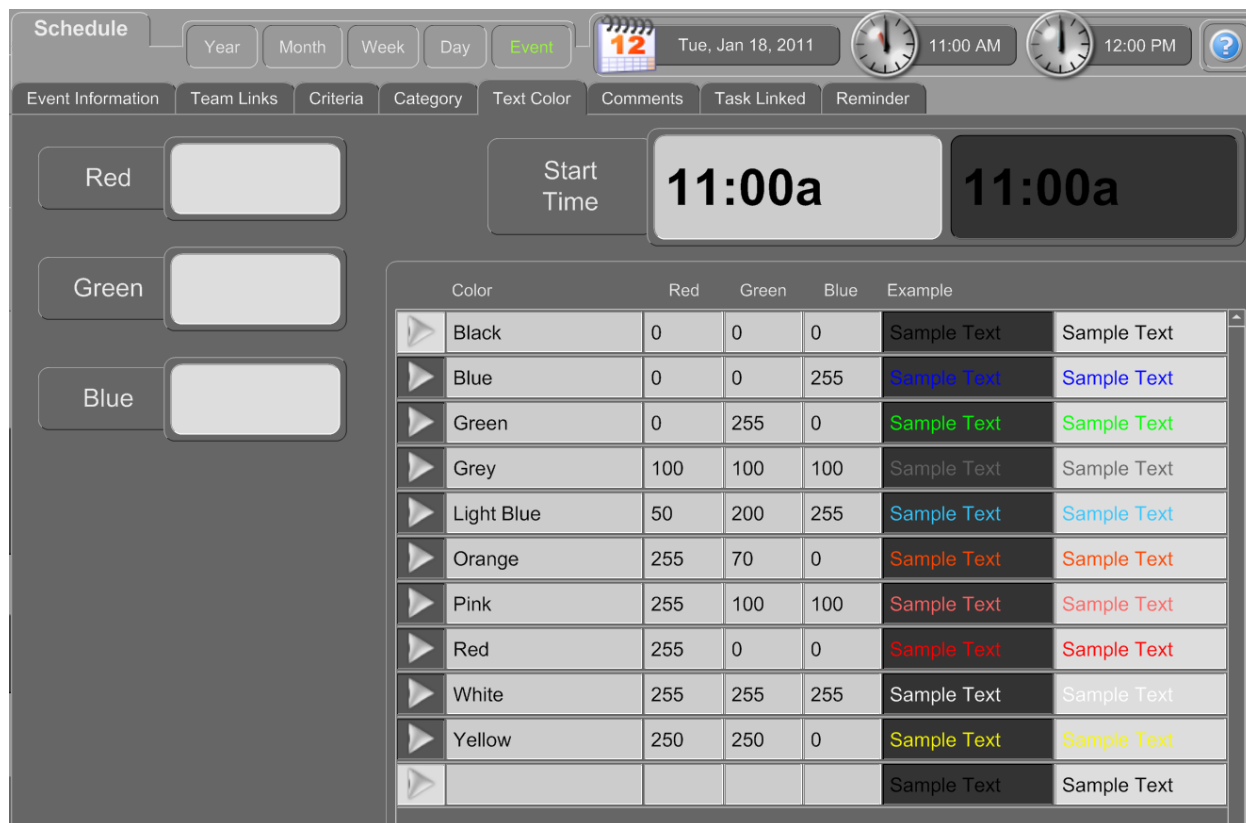 Schedule
Year Month Week Day Event
12 Tue, Jan 18, 2011 11:00 AM 12:00 PM ?
Event Information Team Links Criteria Category Text Color Comments Task Linked Reminder
Red
Start
Time
11:00a 11:00a
Green
Blue
Color Red Green Blue Example
Black 0 0 0 Sample Text Sample Text
Blue 0 0 255 Sample Text Sample Text
Green 0 255 0 Sample Text Sample Text
Grey 100 100 100 Sample Text Sample Text
Light Blue 50 200 255 Sample Text Sample Text
Orange 255 70 0 Sample Text Sample Text
Pink 255 100 100 Sample Text Sample Text
Red 255 0 0 Sample Text Sample Text
White 255 255 255 Sample Text Sample Text
Yellow 250 250 0 Sample Text Sample Text
Sample Text Sample Text